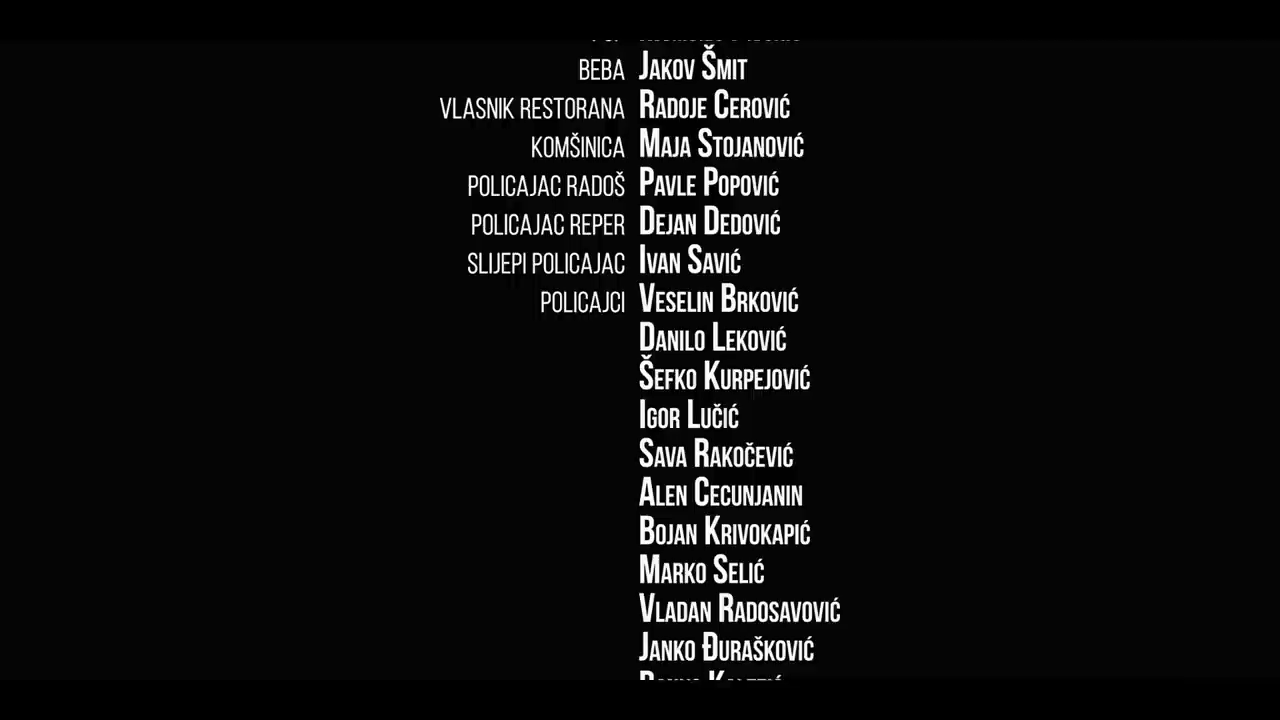 BEBA JAKOV ŠMIT
VLASNIK RESTORANA RADOJE CEROVIĆ
KOMŠINICA MAJA STOJANOVIĆ
POLICAJAC RADOŠ PAVLE POPOVIĆ
POLICAJAC REPER DEJAN DEDOVIĆ
SLIJEPI POLICAJAC IVAN SAVIĆ
POLICAJCI VESELIN BRKOVIĆ
DANILO LEKOVIĆ
ŠEFKO KURPEJOVIĆ
IGOR LUČIĆ
SAVA RAKOČEVIĆ
ALEN CECUNJANIN
BOJAN KRIVOKAPIĆ
MARKO SELIĆ
VLADAN RADOSAVOVIĆ
JANKO ĐURAŠKOVIĆ